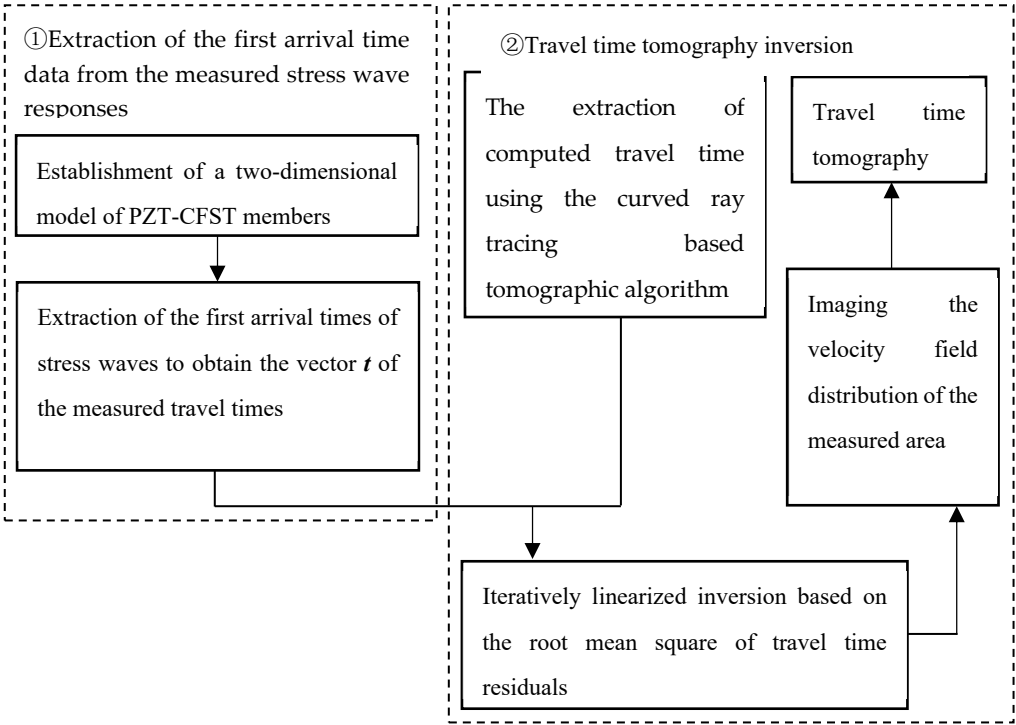 ①Extraction of the first arrival time
data from the measured stress wave
responses
Establishment of a two-dimensional
model of PZT-CFST members
Extraction of the first arrival times of
stress waves to obtain the vector t of
the measured travel times
②Travel time tomography inversion
The extraction of
computed travel time
using the curved ray
tracing based
tomographic algorithm
Travel time
tomography
Imaging the
velocity field
distribution of the
measured area
Iteratively linearized inversion based on
the root mean square of travel time
residuals